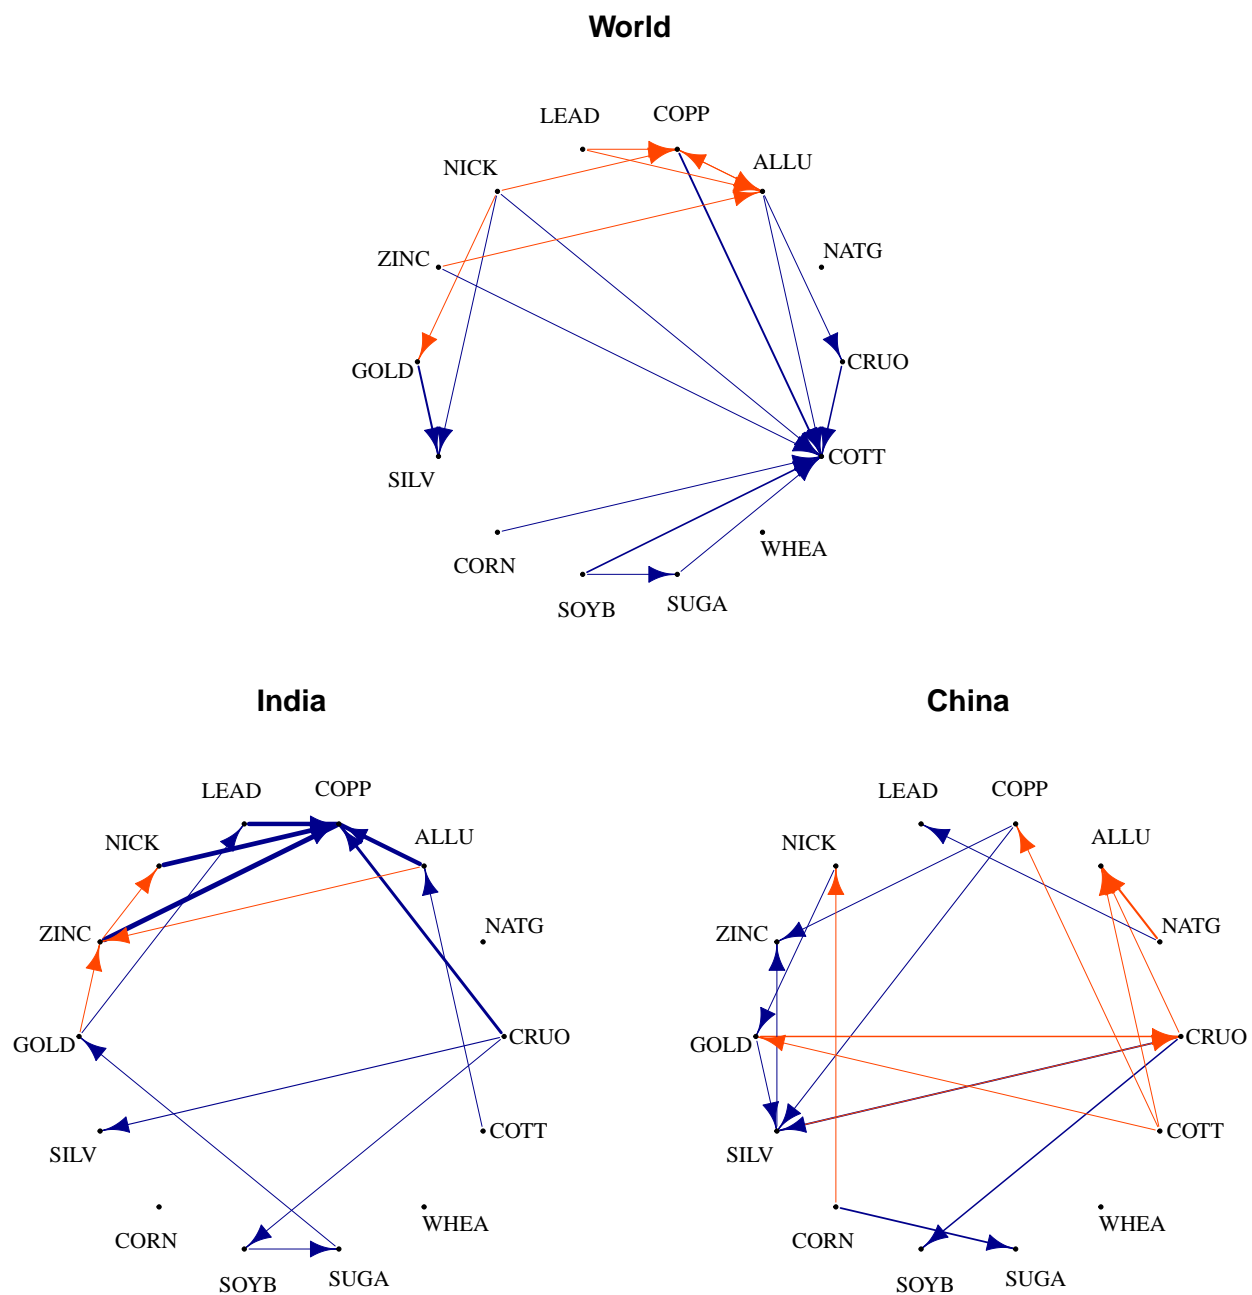 World
LEAD
COPP
NICK
ALLU
ZINC
NATG
GOLD
CRUO
SILV
COTT
CORN
WHEA
SOYB
SUGA
India
LEAD
COPP
NICK
ALLU
ZINC
NATG
GOLD
CRUO
SILV
COTT
CORN
WHEA
SOYB
SUGA
China
LEAD
COPP
NICK
ALLU
ZINC
NATG
GOLD
CRUO
SILV
COTT
CORN
WHEA
SOYB
SUGA